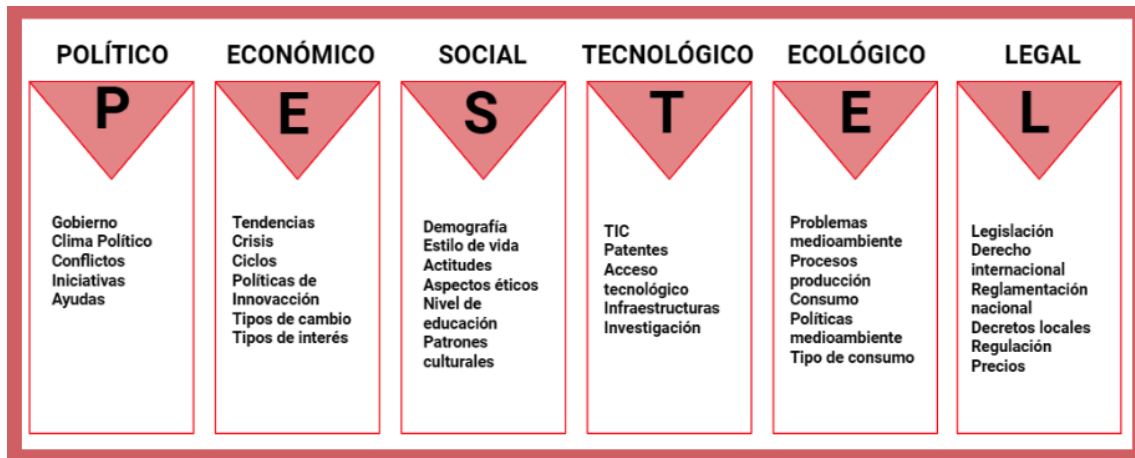 POLÍTICO
P
Gobierno
Clima Político
Conflictos
Iniciativas
Ayudas
ECONÓMICO
E
Tendencias
Crisis
Ciclos
Políticas de
Innovacción
Tipos de cambio
Tipos de interés
SOCIAL
S
Demografía
Estilo de vida
Actitudes
Aspectos éticos
Nivel de
educación
Patrones
culturales
TECNOLÓGICO
T
TIC
Patentes
Acceso
tecnológico
Infraestructuras
Investigación
ECOLÓGICO
E
Problemas
medioambiente
Procesos
producción
Consumo
Políticas
medioambiente
Tipo de consumo
LEGAL
L
Legislación
Derecho
internacional
Reglamentación
nacional
Decretos locales
Regulación
Precios